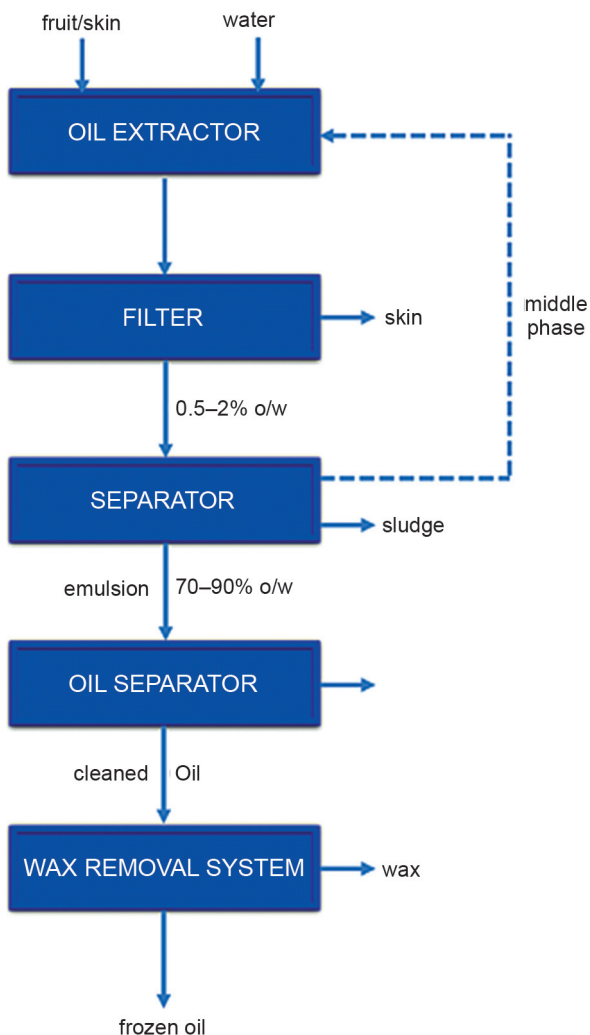 fruit/skin
water
OIL EXTRACTOR
FILTER
skin
middle
phase
0.5–2% o/w
SEPARATOR
sludge
emulsion
70–90% o/w
OIL SEPARATOR
cleaned
Oil
WAX REMOVAL SYSTEM
wax
frozen oil